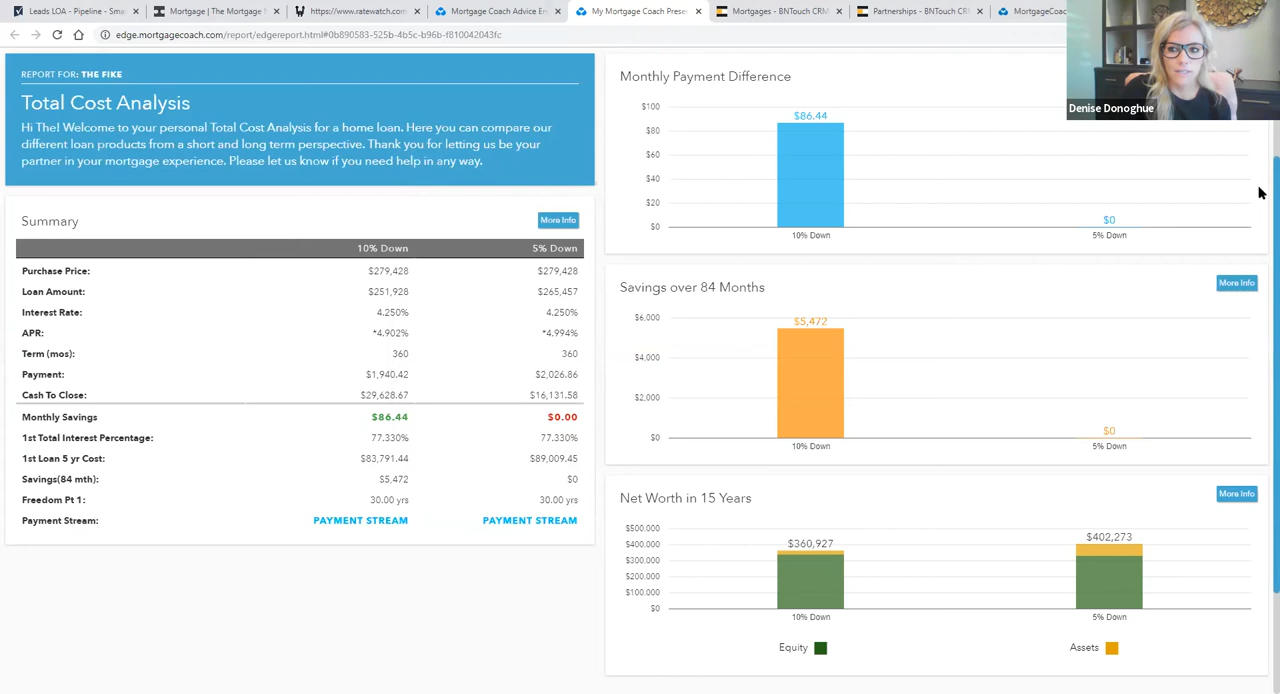 Leads LOA - Pipeline - Sma
Mortgage | The Mortgage
https://www.ratewatch.com
Mortgage Coach Advice En
My Mortgage Coach Prese
Mortgages - BNTouch CRM
Partnerships - BNTouch CR
MortgageCoac
edge.mortgagecoach.com/report/edgereport.html#0b890583-525b-4b5c-b96b-f810042043fc
Denise Donoghue
REPORT FOR: THE FIKE
Total Cost Analysis
Hi The! Welcome to your personal Total Cost Analysis for a home loan. Here you can compare our
different loan products from a short and long term perspective. Thank you for letting us be your
partner in your mortgage experience. Please let us know if you need help in any way.
Summary
More Info
10% Down 5% Down
Purchase Price: $279,428 $279,428
Loan Amount: $251,928 $265,457
Interest Rate: 4.250% 4.250%
APR: *4.902% *4.994%
Term (mos): 360 360
Payment: $1,940.42 $2,026.86
Cash To Close: $29,628.67 $16,131.58
Monthly Savings $86.44 $0.00
1st Total Interest Percentage: 77.330% 77.330%
1st Loan 5 yr Cost: $83,791.44 $89,009.45
Savings(84 mth): $5,472 $0
Freedom Pt 1: 30.00 yrs 30.00 yrs
Payment Stream: PAYMENT STREAM PAYMENT STREAM
Monthly Payment Difference
$100
$86.44
$80
$60
$40
$20
$0
$0
10% Down 5% Down
Savings over 84 Months
More Info
$6,000
$5,472
$4,000
$2,000
$0
$0
10% Down 5% Down
Net Worth in 15 Years
More Info
$500,000
$360,927 $402,273
$400,000
$300,000
$200,000
$100,000
$0
10% Down 5% Down
Equity Assets